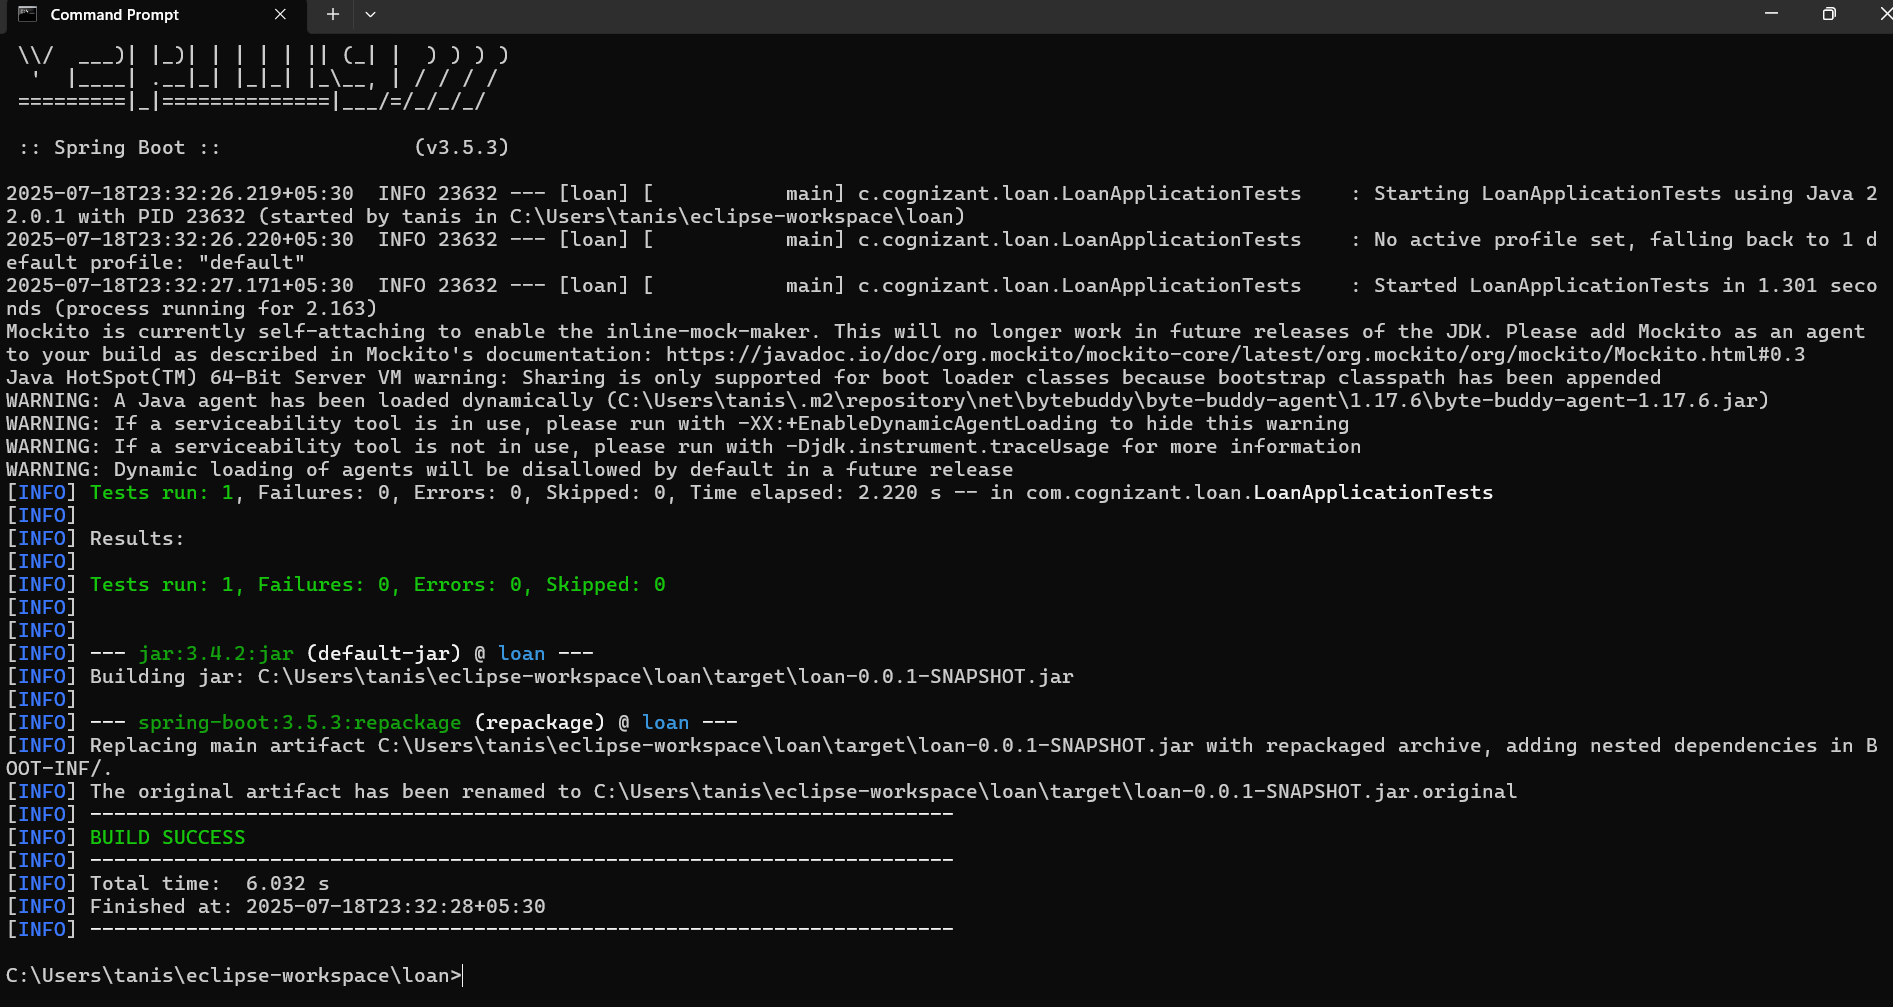 Command Prompt
 \\/  ___)| |_)| | | | | || (_| |  ) ) ) )
  '  |____| .__|_| |_|_| |_\__, | / / / /
 =========|_|==============|___/=/_/_/_/
 :: Spring Boot ::                (v3.5.3)
2025-07-18T23:32:26.219+05:30  INFO 23632 --- [loan] [           main] c.cognizant.loan.LoanApplicationTests    : Starting LoanApplicationTests using Java 2
2.0.1 with PID 23632 (started by tanis in C:\Users\tanis\eclipse-workspace\loan)
2025-07-18T23:32:26.220+05:30  INFO 23632 --- [loan] [           main] c.cognizant.loan.LoanApplicationTests    : No active profile set, falling back to 1 d
efault profile: "default"
2025-07-18T23:32:27.171+05:30  INFO 23632 --- [loan] [           main] c.cognizant.loan.LoanApplicationTests    : Started LoanApplicationTests in 1.301 seco
nds (process running for 2.163)
Mockito is currently self-attaching to enable the inline-mock-maker. This will no longer work in future releases of the JDK. Please add Mockito as an agent
to your build as described in Mockito's documentation: https://javadoc.io/doc/org.mockito/mockito-core/latest/org.mockito/org/mockito/Mockito.html#0.3
Java HotSpot(TM) 64-Bit Server VM warning: Sharing is only supported for boot loader classes because bootstrap classpath has been appended
WARNING: A Java agent has been loaded dynamically (C:\Users\tanis\.m2\repository\net\bytebuddy\byte-buddy-agent\1.17.6\byte-buddy-agent-1.17.6.jar)
WARNING: If a serviceability tool is in use, please run with -XX:+EnableDynamicAgentLoading to hide this warning
WARNING: If a serviceability tool is not in use, please run with -Djdk.instrument.traceUsage for more information
WARNING: Dynamic loading of agents will be disallowed by default in a future release
[INFO] Tests run: 1, Failures: 0, Errors: 0, Skipped: 0, Time elapsed: 2.220 s -- in com.cognizant.loan.LoanApplicationTests
[INFO]
[INFO] Results:
[INFO]
[INFO] Tests run: 1, Failures: 0, Errors: 0, Skipped: 0
[INFO]
[INFO]
[INFO] --- jar:3.4.2:jar (default-jar) @ loan ---
[INFO] Building jar: C:\Users\tanis\eclipse-workspace\loan\target\loan-0.0.1-SNAPSHOT.jar
[INFO]
[INFO] --- spring-boot:3.5.3:repackage (repackage) @ loan ---
[INFO] Replacing main artifact C:\Users\tanis\eclipse-workspace\loan\target\loan-0.0.1-SNAPSHOT.jar with repackaged archive, adding nested dependencies in B
OOT-INF/.
[INFO] The original artifact has been renamed to C:\Users\tanis\eclipse-workspace\loan\target\loan-0.0.1-SNAPSHOT.jar.original
[INFO] ------------------------------------------------------------------------
[INFO] BUILD SUCCESS
[INFO] ------------------------------------------------------------------------
[INFO] Total time:  6.032 s
[INFO] Finished at: 2025-07-18T23:32:28+05:30
[INFO] ------------------------------------------------------------------------
C:\Users\tanis\eclipse-workspace\loan>